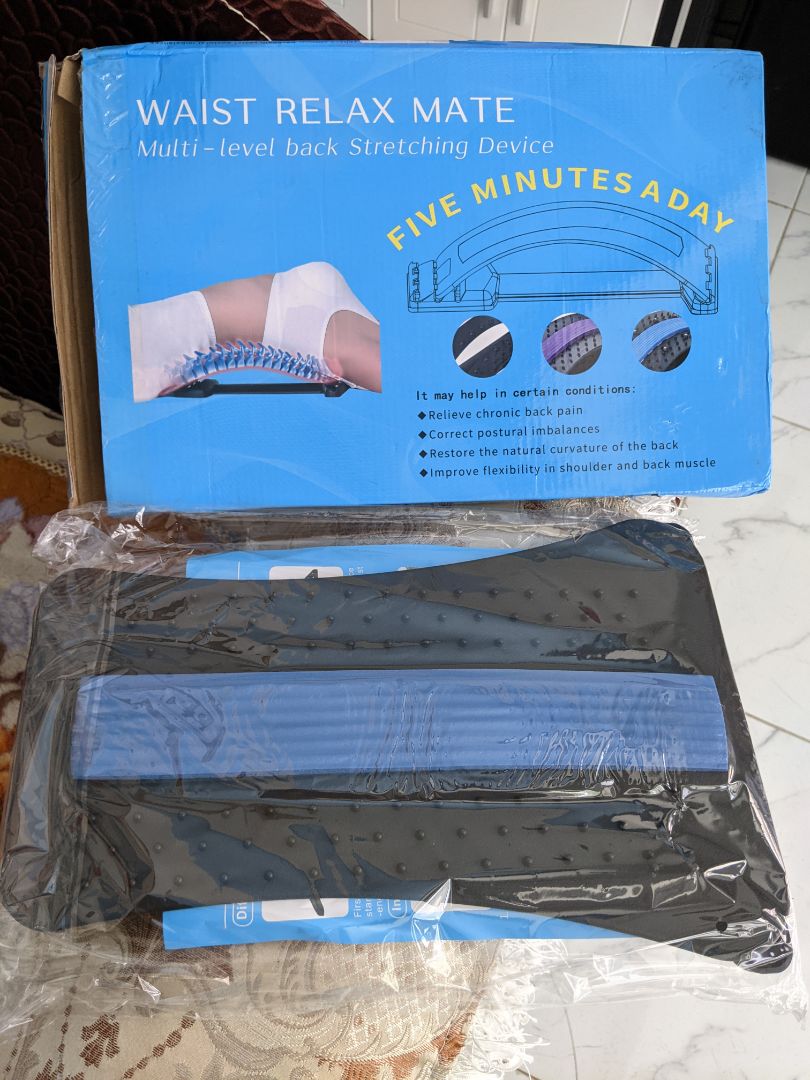 WAIST RELAX MATE
Multi-level back Stretching Device
FIVE MINUTES A DAY
It may help in certain conditions:
◆Relieve chronic back pain
◆Correct postural imbalances
◆Restore the natural curvature of the back
◆Improve flexibility in shoulder and back muscle